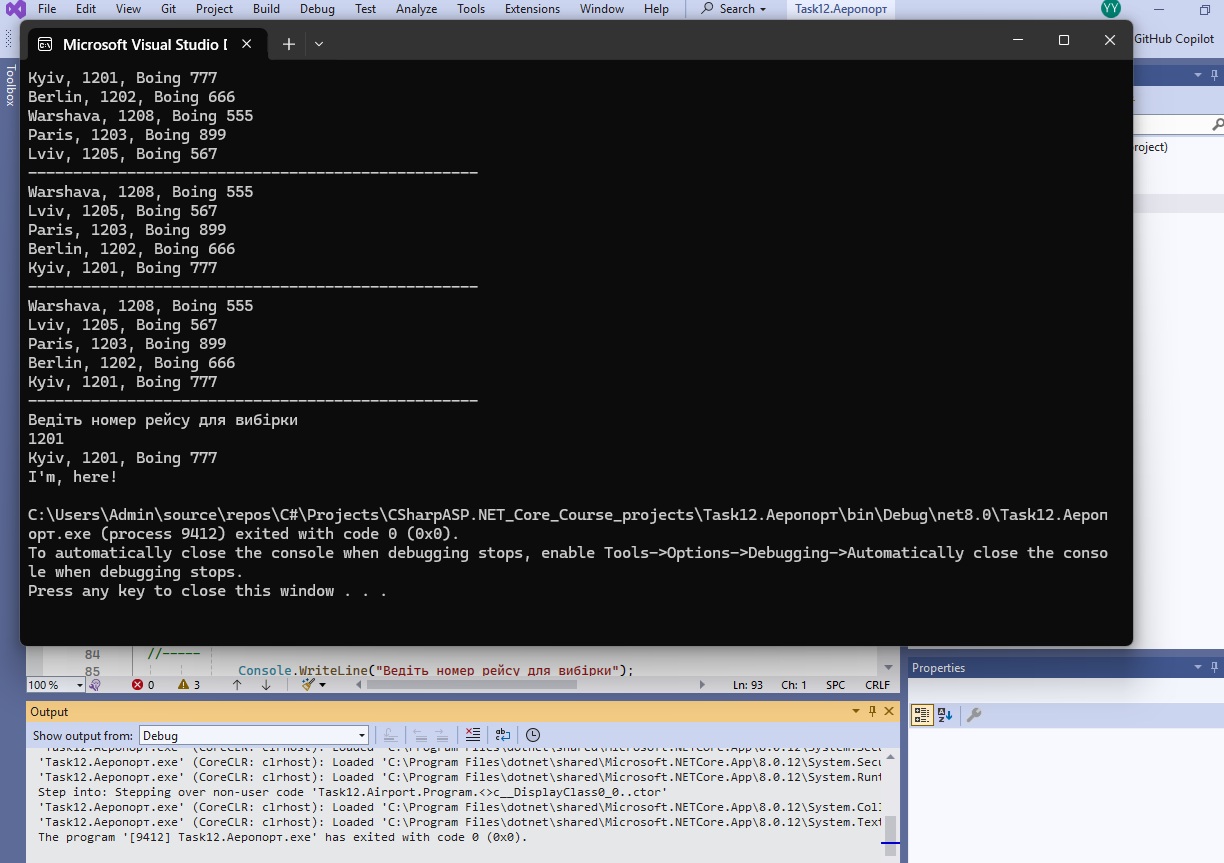 File Edit View Git Project Build Debug Test Analyze Tools Extensions Window Help Search Task12.Аеропорт YY
Microsoft Visual Studio
GitHub Copilot
Toolbox
Kyiv, 1201, Boing 777
Berlin, 1202, Boing 666
Warshava, 1208, Boing 555
Paris, 1203, Boing 899
Lviv, 1205, Boing 567
--------------------------------------------------
Warshava, 1208, Boing 555
Lviv, 1205, Boing 567
Paris, 1203, Boing 899
Berlin, 1202, Boing 666
Kyiv, 1201, Boing 777
--------------------------------------------------
Warshava, 1208, Boing 555
Lviv, 1205, Boing 567
Paris, 1203, Boing 899
Berlin, 1202, Boing 666
Kyiv, 1201, Boing 777
--------------------------------------------------
Ведіть номер рейсу для вибірки
1201
Kyiv, 1201, Boing 777
I'm, here!
C:\Users\Admin\source\repos\C#\Projects\CSharpASP.NET_Core_Course_projects\Task12.Аеропорт\bin\Debug\net8.0\Task12.Аероп
орт.exe (process 9412) exited with code 0 (0x0).
To automatically close the console when debugging stops, enable Tools->Options->Debugging->Automatically close the conso
le when debugging stops.
Press any key to close this window . . .
roject)
84 //-----
85 Console.WriteLine("Ведіть номер рейсу для вибірки");
100 % 0 3 Ln: 93 Ch: 1 SPC CRLF
Properties
Output
Show output from: Debug
'Task12.Аеропорт.exe' (CoreCLR: clrhost): Loaded 'C:\Program Files\dotnet\shared\Microsoft.NETCore.App\8.0.12\System.Secu
'Task12.Аеропорт.exe' (CoreCLR: clrhost): Loaded 'C:\Program Files\dotnet\shared\Microsoft.NETCore.App\8.0.12\System.Secu
'Task12.Аеропорт.exe' (CoreCLR: clrhost): Loaded 'C:\Program Files\dotnet\shared\Microsoft.NETCore.App\8.0.12\System.Runt
Step into: Stepping over non-user code 'Task12.Airport.Program.<>c__DisplayClass0_0..ctor'
'Task12.Аеропорт.exe' (CoreCLR: clrhost): Loaded 'C:\Program Files\dotnet\shared\Microsoft.NETCore.App\8.0.12\System.Coll
'Task12.Аеропорт.exe' (CoreCLR: clrhost): Loaded 'C:\Program Files\dotnet\shared\Microsoft.NETCore.App\8.0.12\System.Text
The program '[9412] Task12.Аеропорт.exe' has exited with code 0 (0x0).